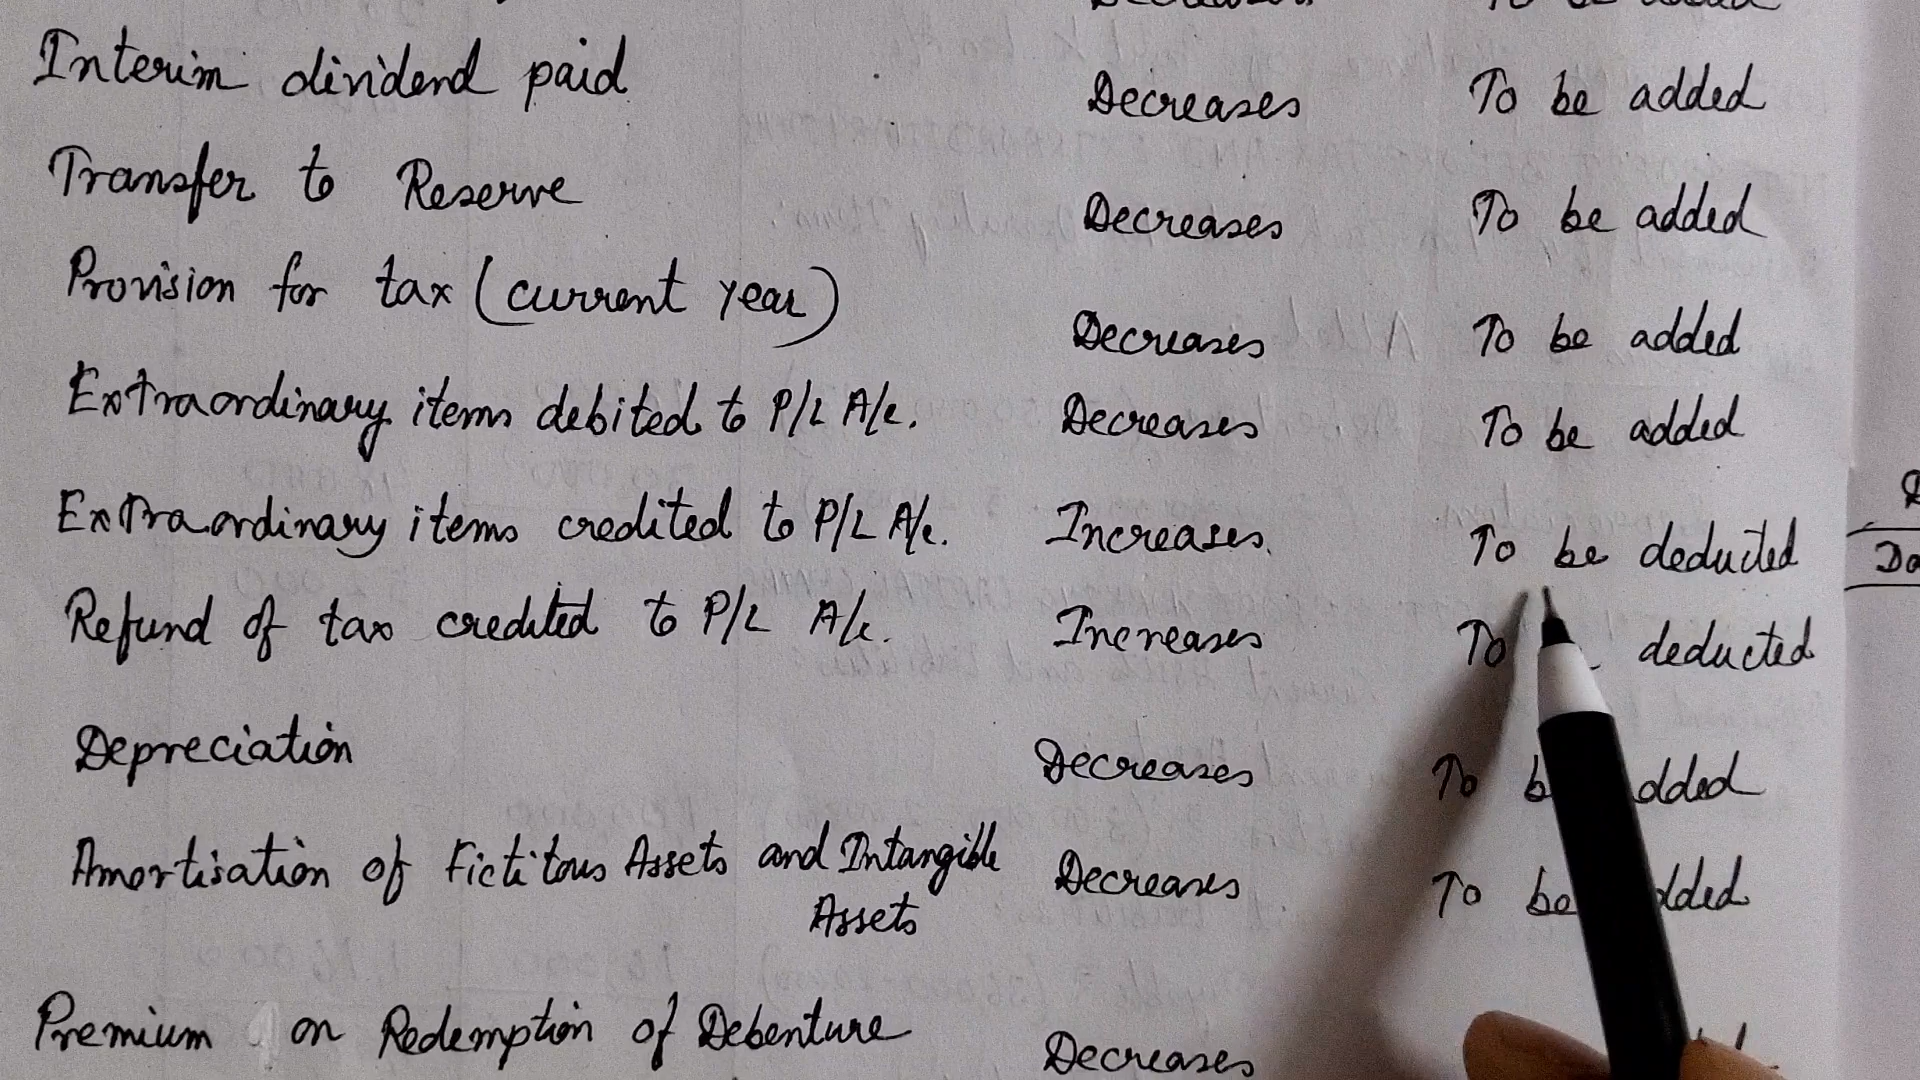 Interim dividend paid Decreases To be added
Transfer to Reserve Decreases To be added
Provision for tax (current year) Decreases To be added
Extraordinary items debited to P/L A/c. Decreases To be added
Extraordinary items credited to P/L A/c. Increases. To be deducted
Refund of tax credited to P/L A/c. Increases To deducted
Depreciation Decreases To added
Amortisation of Fictitous Assets and Intangible Decreases To be added
Assets
Premium on Redemption of Debenture Decreases